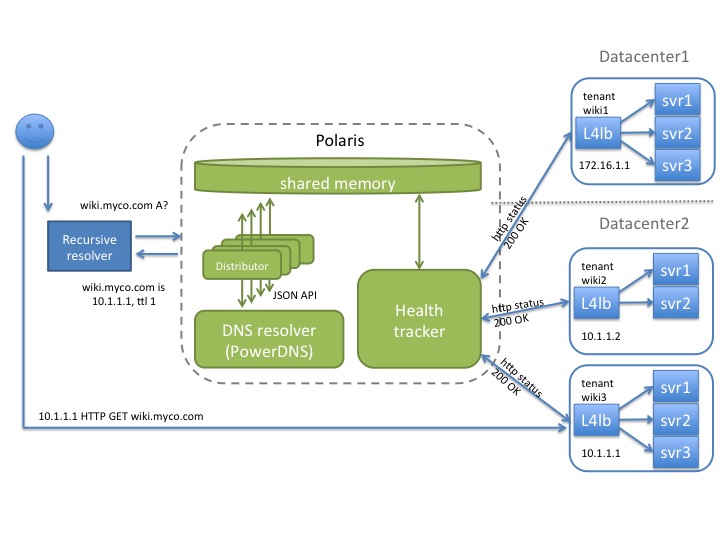 Datacenter1
tenant
wiki1
L4lb
172.16.1.1
svr1
svr2
svr3
Polaris
shared memory
wiki.myco.com A?
Recursive
resolver
wiki.myco.com is
10.1.1.1, ttl 1
Distributor
JSON API
DNS resolver
(PowerDNS)
Health
tracker
http status
200 OK
Datacenter2
http status
200 OK
tenant
wiki2
L4lb
10.1.1.2
svr1
svr2
http status
200 OK
tenant
wiki3
L4lb
10.1.1.1
svr1
svr2
svr3
10.1.1.1 HTTP GET wiki.myco.com